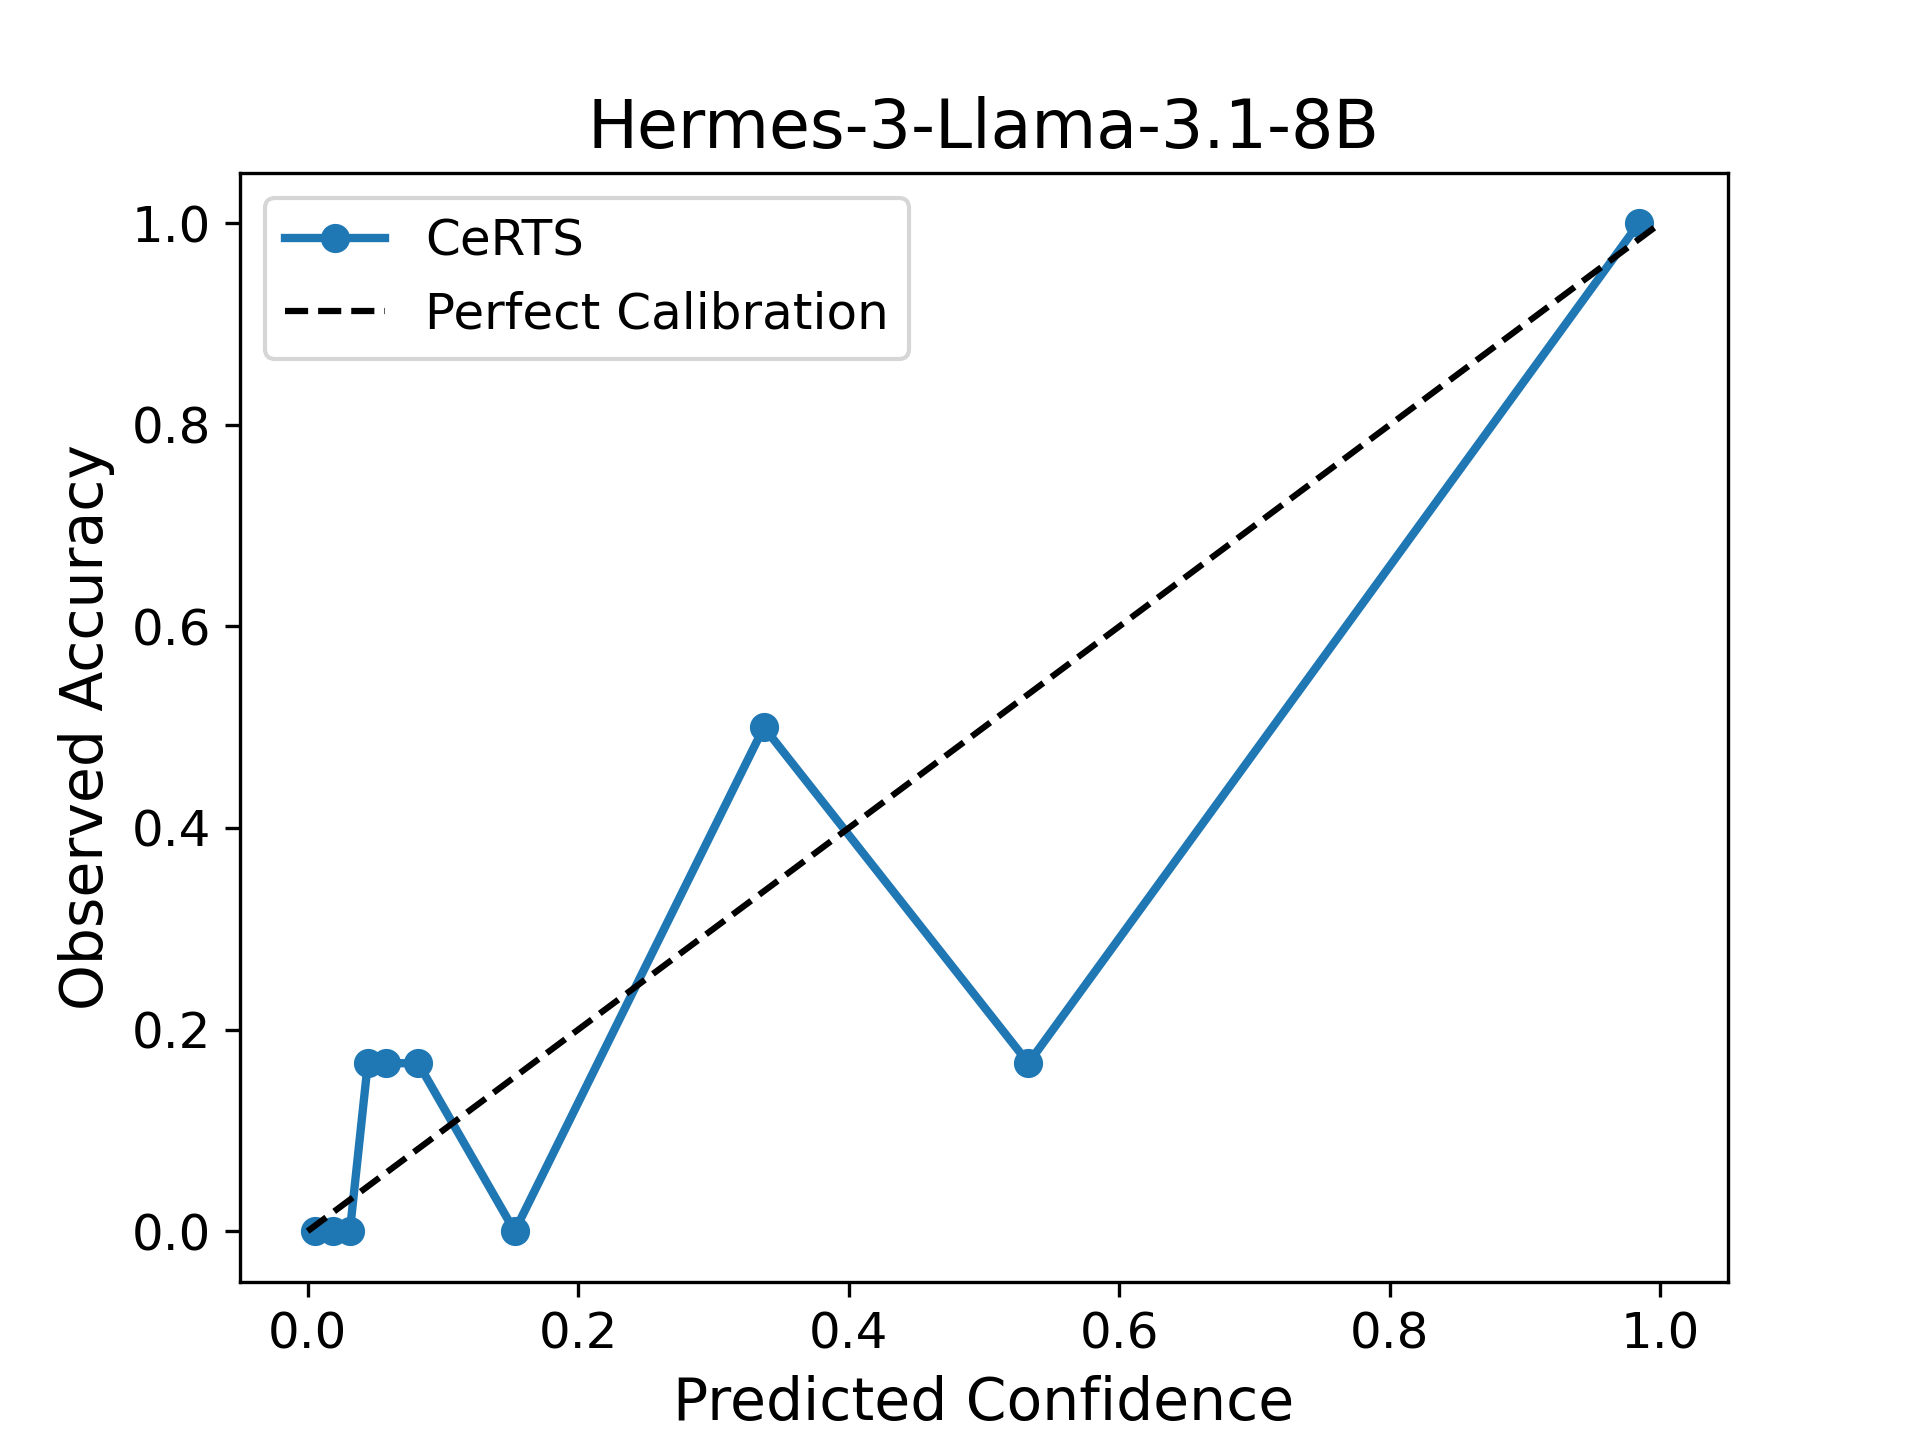 Hermes-3-Llama-3.1-8B
CeRTS
Perfect Calibration
1.0
0.8
0.6
0.4
0.2
0.0
Observed Accuracy
0.0 0.2 0.4 0.6 0.8 1.0
Predicted Confidence